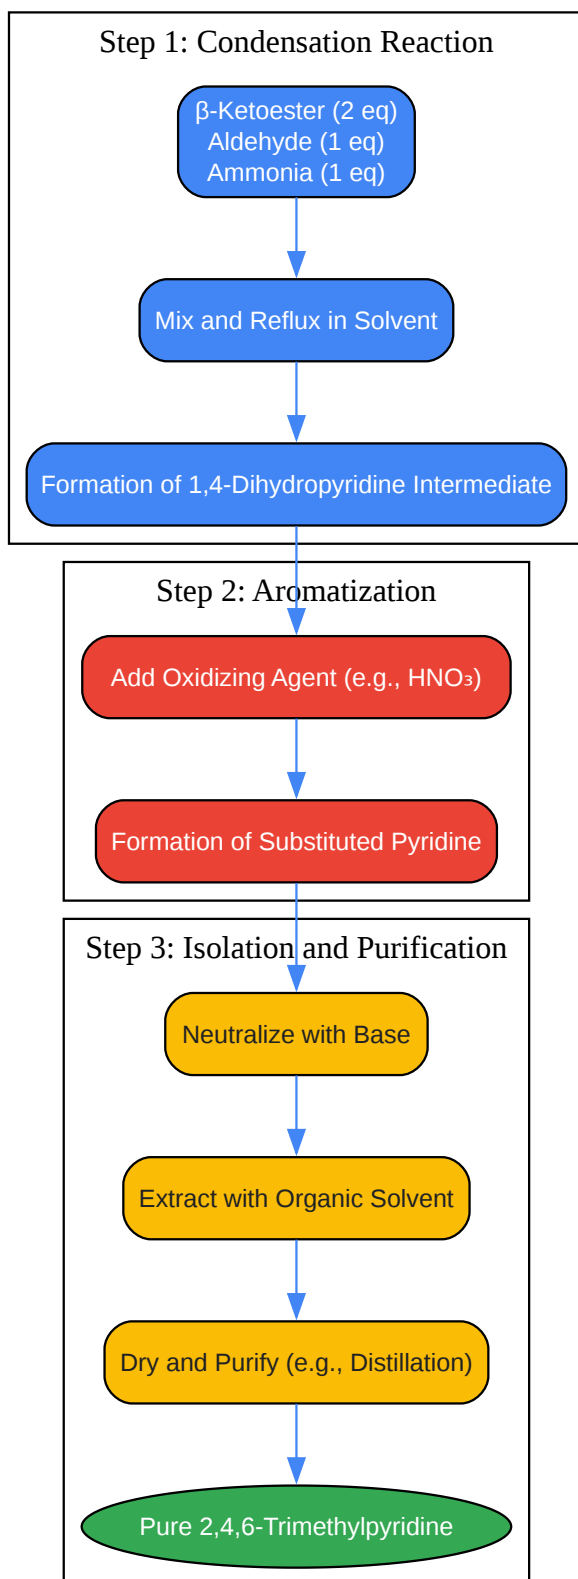 Step 1: Condensation Reaction
β-Ketoester (2 eq)
Aldehyde (1 eq)
Ammonia (1 eq)
Mix and Reflux in Solvent
Formation of 1,4-Dihydropyridine Intermediate
Step 2: Aromatization
Add Oxidizing Agent (e.g., HNO₃)
Formation of Substituted Pyridine
Step 3: Isolation and Purification
Neutralize with Base
Extract with Organic Solvent
Dry and Purify (e.g., Distillation)
Pure 2,4,6-Trimethylpyridine